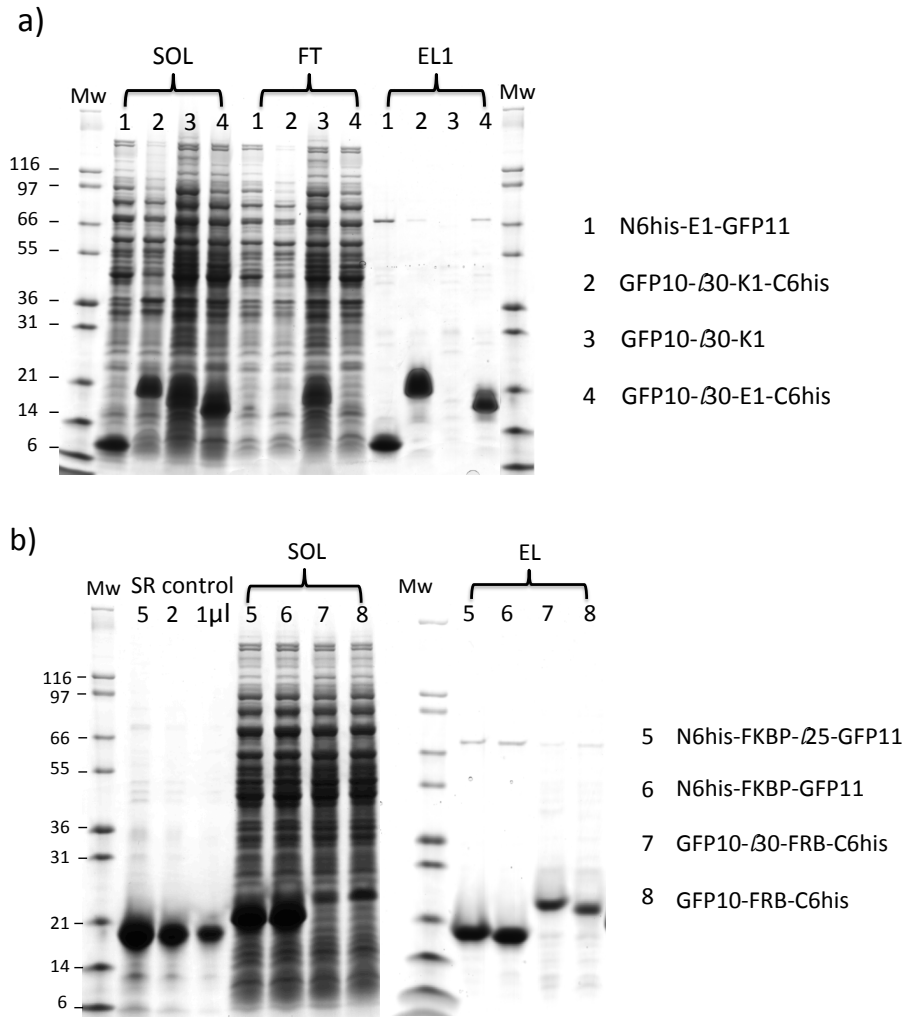 a)
SOL FT EL1
Mw Mw
1 2 3 4 1 2 3 4 1 2 3 4
116
97
66
55
36
31
21
14
6
1 N6his-E1-GFP11
2 GFP10-ℓ30-K1-C6his
3 GFP10-ℓ30-K1
4 GFP10-ℓ30-E1-C6his
b)
SOL EL
Mw SR control Mw
5 2 1µl 5 6 7 8 5 6 7 8
116
97
66
55
36
31
21
14
6
5 N6his-FKBP-ℓ25-GFP11
6 N6his-FKBP-GFP11
7 GFP10-ℓ30-FRB-C6his
8 GFP10-FRB-C6his